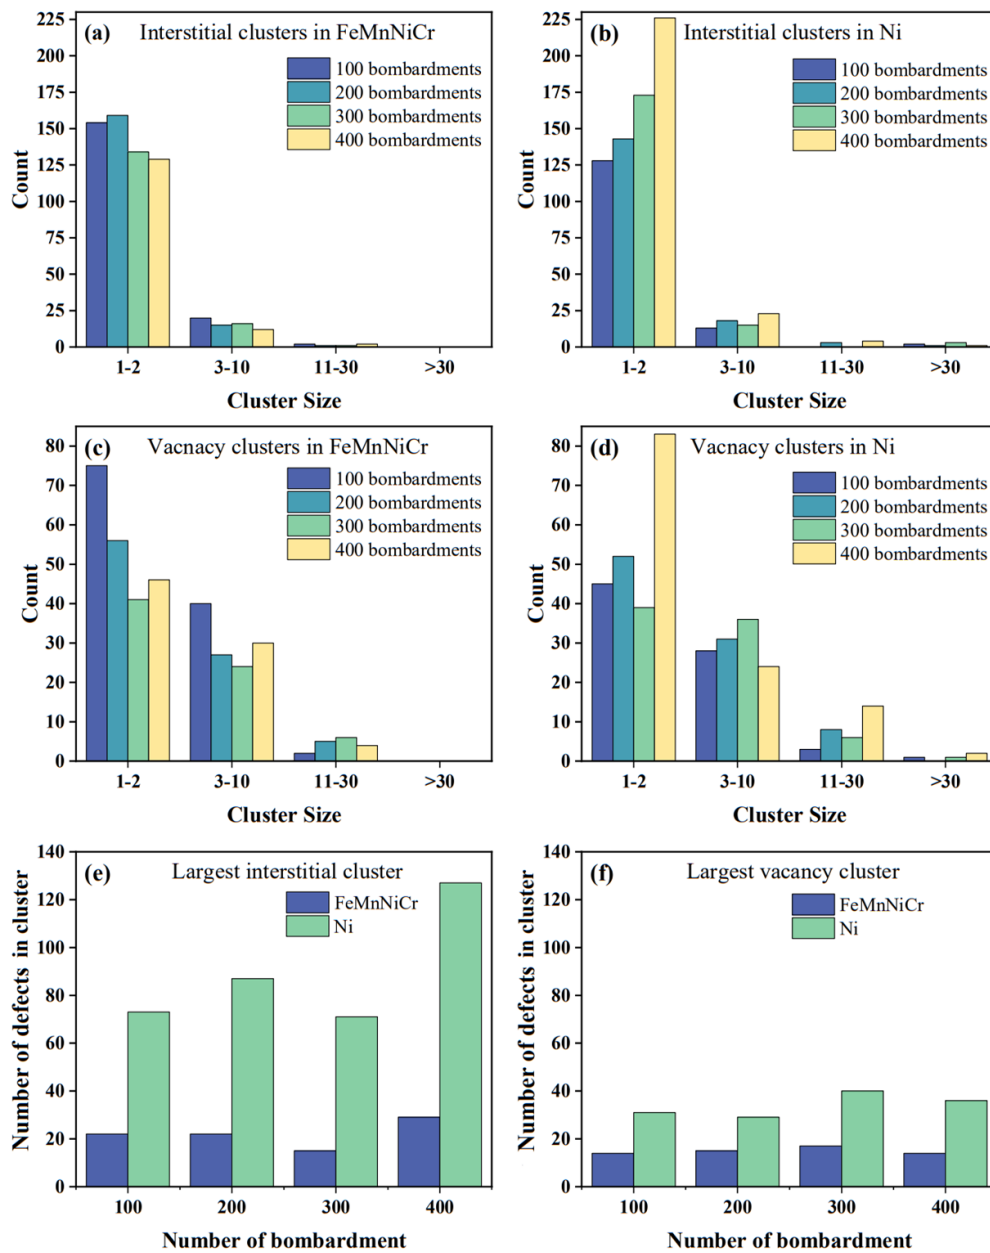 (a) Interstitial clusters in FeMnNiCr
100 bombardments
200 bombardments
300 bombardments
400 bombardments
225
200
175
150
125
100
75
50
25
0
Count
1-2 3-10 11-30 >30
Cluster Size
(b) Interstitial clusters in Ni
100 bombardments
200 bombardments
300 bombardments
400 bombardments
225
200
175
150
125
100
75
50
25
0
Count
1-2 3-10 11-30 >30
Cluster Size
(c) Vacnacy clusters in FeMnNiCr
100 bombardments
200 bombardments
300 bombardments
400 bombardments
80
70
60
50
40
30
20
10
0
Count
1-2 3-10 11-30 >30
Cluster Size
(d) Vacnacy clusters in Ni
100 bombardments
200 bombardments
300 bombardments
400 bombardments
80
70
60
50
40
30
20
10
0
Count
1-2 3-10 11-30 >30
Cluster Size
(e) Largest interstitial cluster
FeMnNiCr
Ni
140
120
100
80
60
40
20
0
Number of defects in cluster
100 200 300 400
Number of bombardment
(f) Largest vacancy cluster
FeMnNiCr
Ni
140
120
100
80
60
40
20
0
Number of defects in cluster
100 200 300 400
Number of bombardment